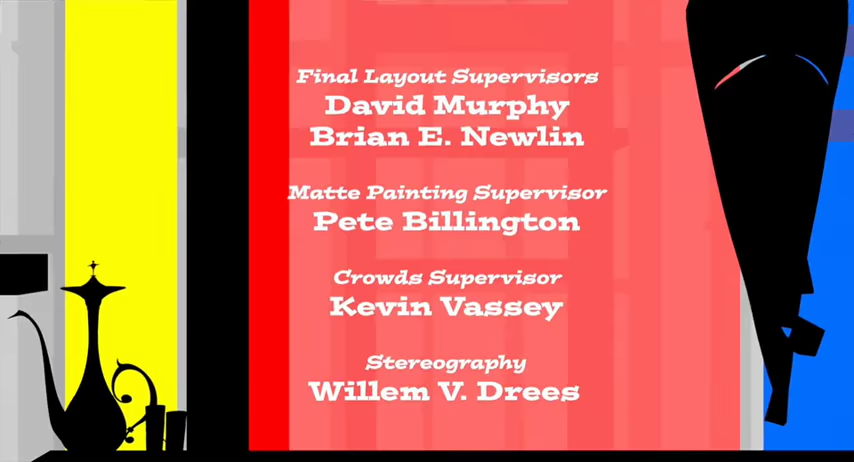 Final Layout Supervisors
David Murphy
Brian E. Newlin
Matte Painting Supervisor
Pete Billington
Crowds Supervisor
Kevin Vassey
Stereography
Willem V. Drees